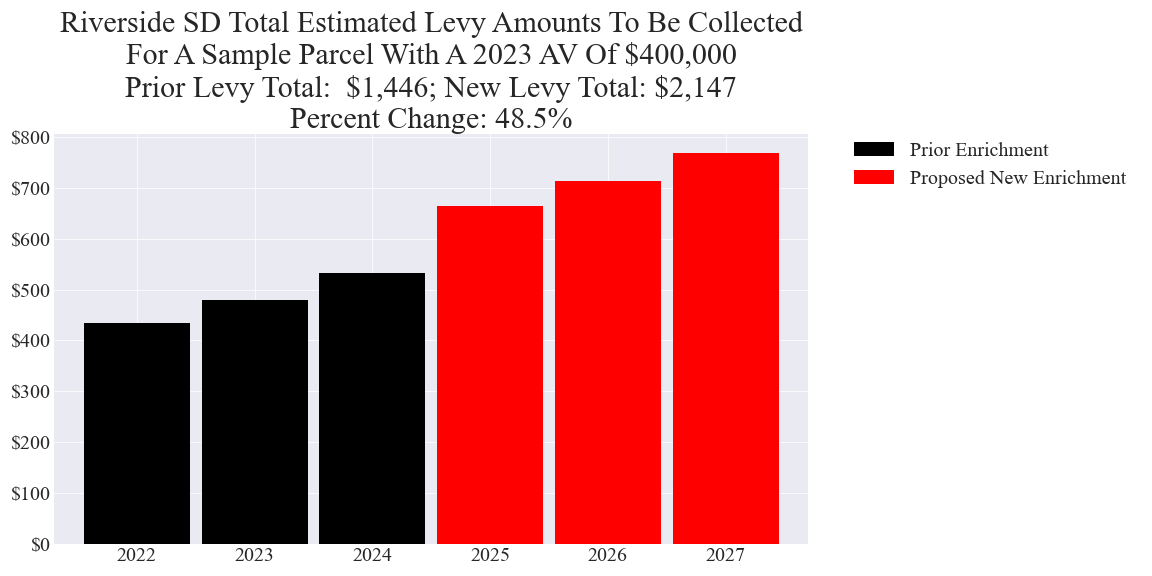 Riverside SD Total Estimated Levy Amounts To Be Collected
For A Sample Parcel With A 2023 AV Of $400,000
Prior Levy Total:  $1,446; New Levy Total: $2,147
Percent Change: 48.5%
$800
$700
$600
$500
$400
$300
$200
$100
$0
2022 2023 2024 2025 2026 2027
Prior Enrichment
Proposed New Enrichment